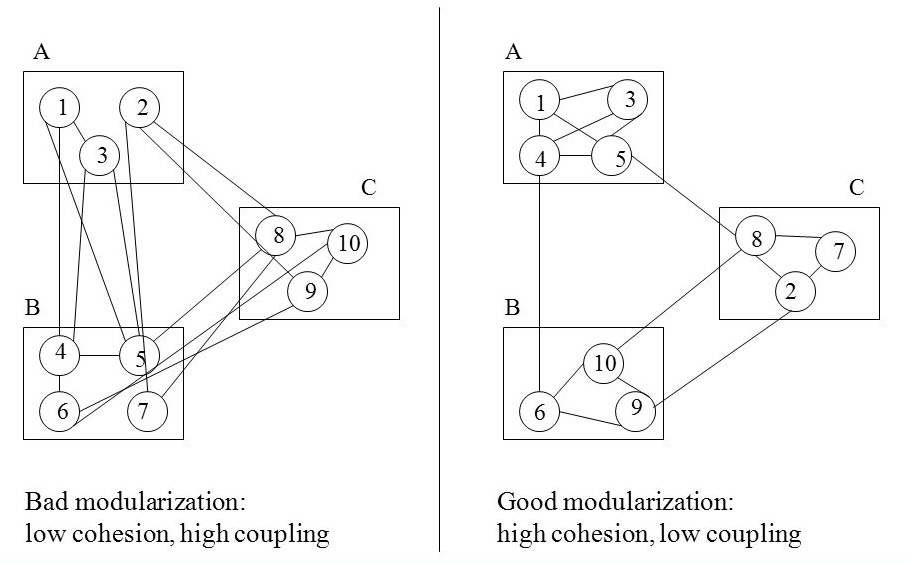 A
1
2
3
C
8
10
9
B
4
5
6
7
Bad modularization:
low cohesion, high coupling
A
1
3
4
5
C
8
7
2
B
10
6
9
Good modularization:
high cohesion, low coupling